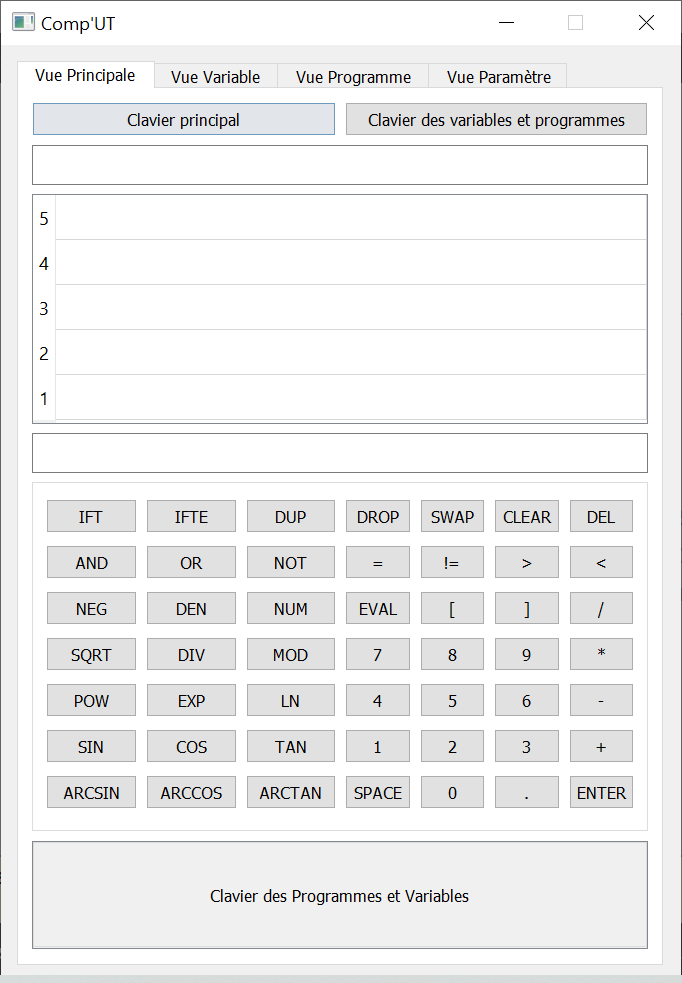 Comp'UT
Vue Principale Vue Variable Vue Programme Vue Paramètre
Clavier principal Clavier des variables et programmes
5
4
3
2
1
IFT IFTE DUP DROP SWAP CLEAR DEL
AND OR NOT = != > <
NEG DEN NUM EVAL [ ] /
SQRT DIV MOD 7 8 9 *
POW EXP LN 4 5 6 -
SIN COS TAN 1 2 3 +
ARCSIN ARCCOS ARCTAN SPACE 0 . ENTER
Clavier des Programmes et Variables